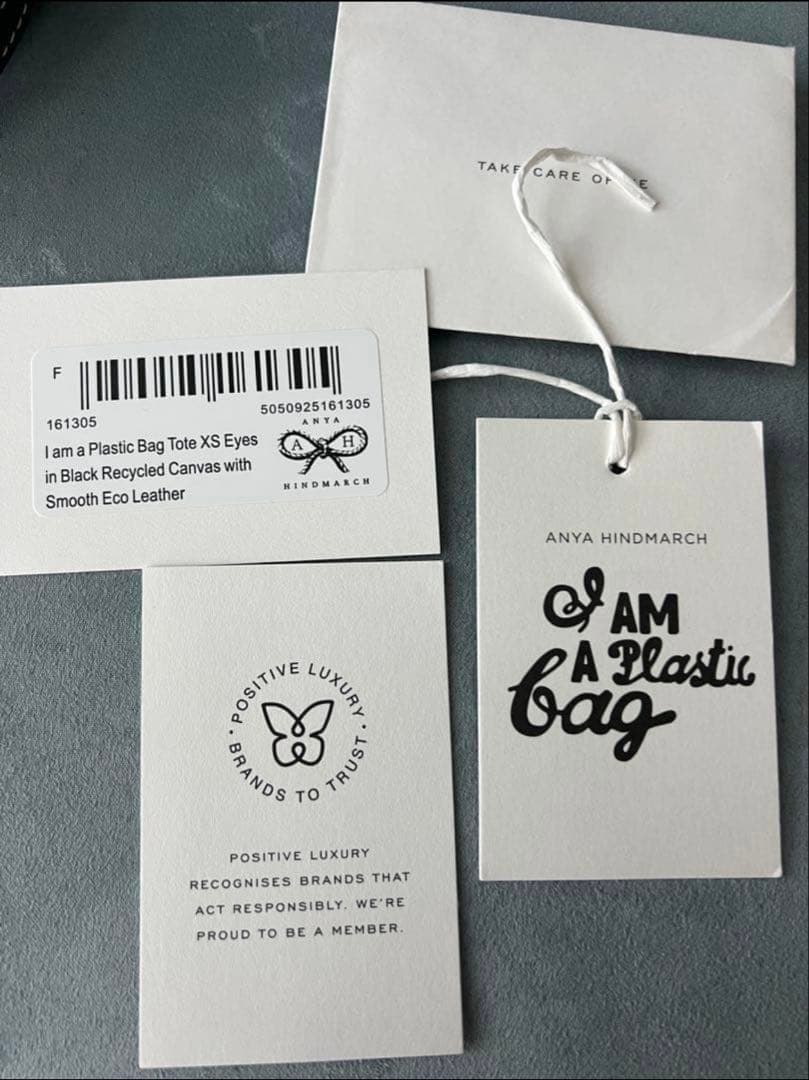 TAKE CARE OF ME
F
161305
5050925161305
I am a Plastic Bag Tote XS Eyes
in Black Recycled Canvas with
Smooth Eco Leather
ANYA
A H
HINDMARCH
ANYA HINDMARCH
I AM
A Plastic
bag
POSITIVE LUXURY
BRANDS TO TRUST
POSITIVE LUXURY
RECOGNISES BRANDS THAT
ACT RESPONSIBLY. WE'RE
PROUD TO BE A MEMBER.